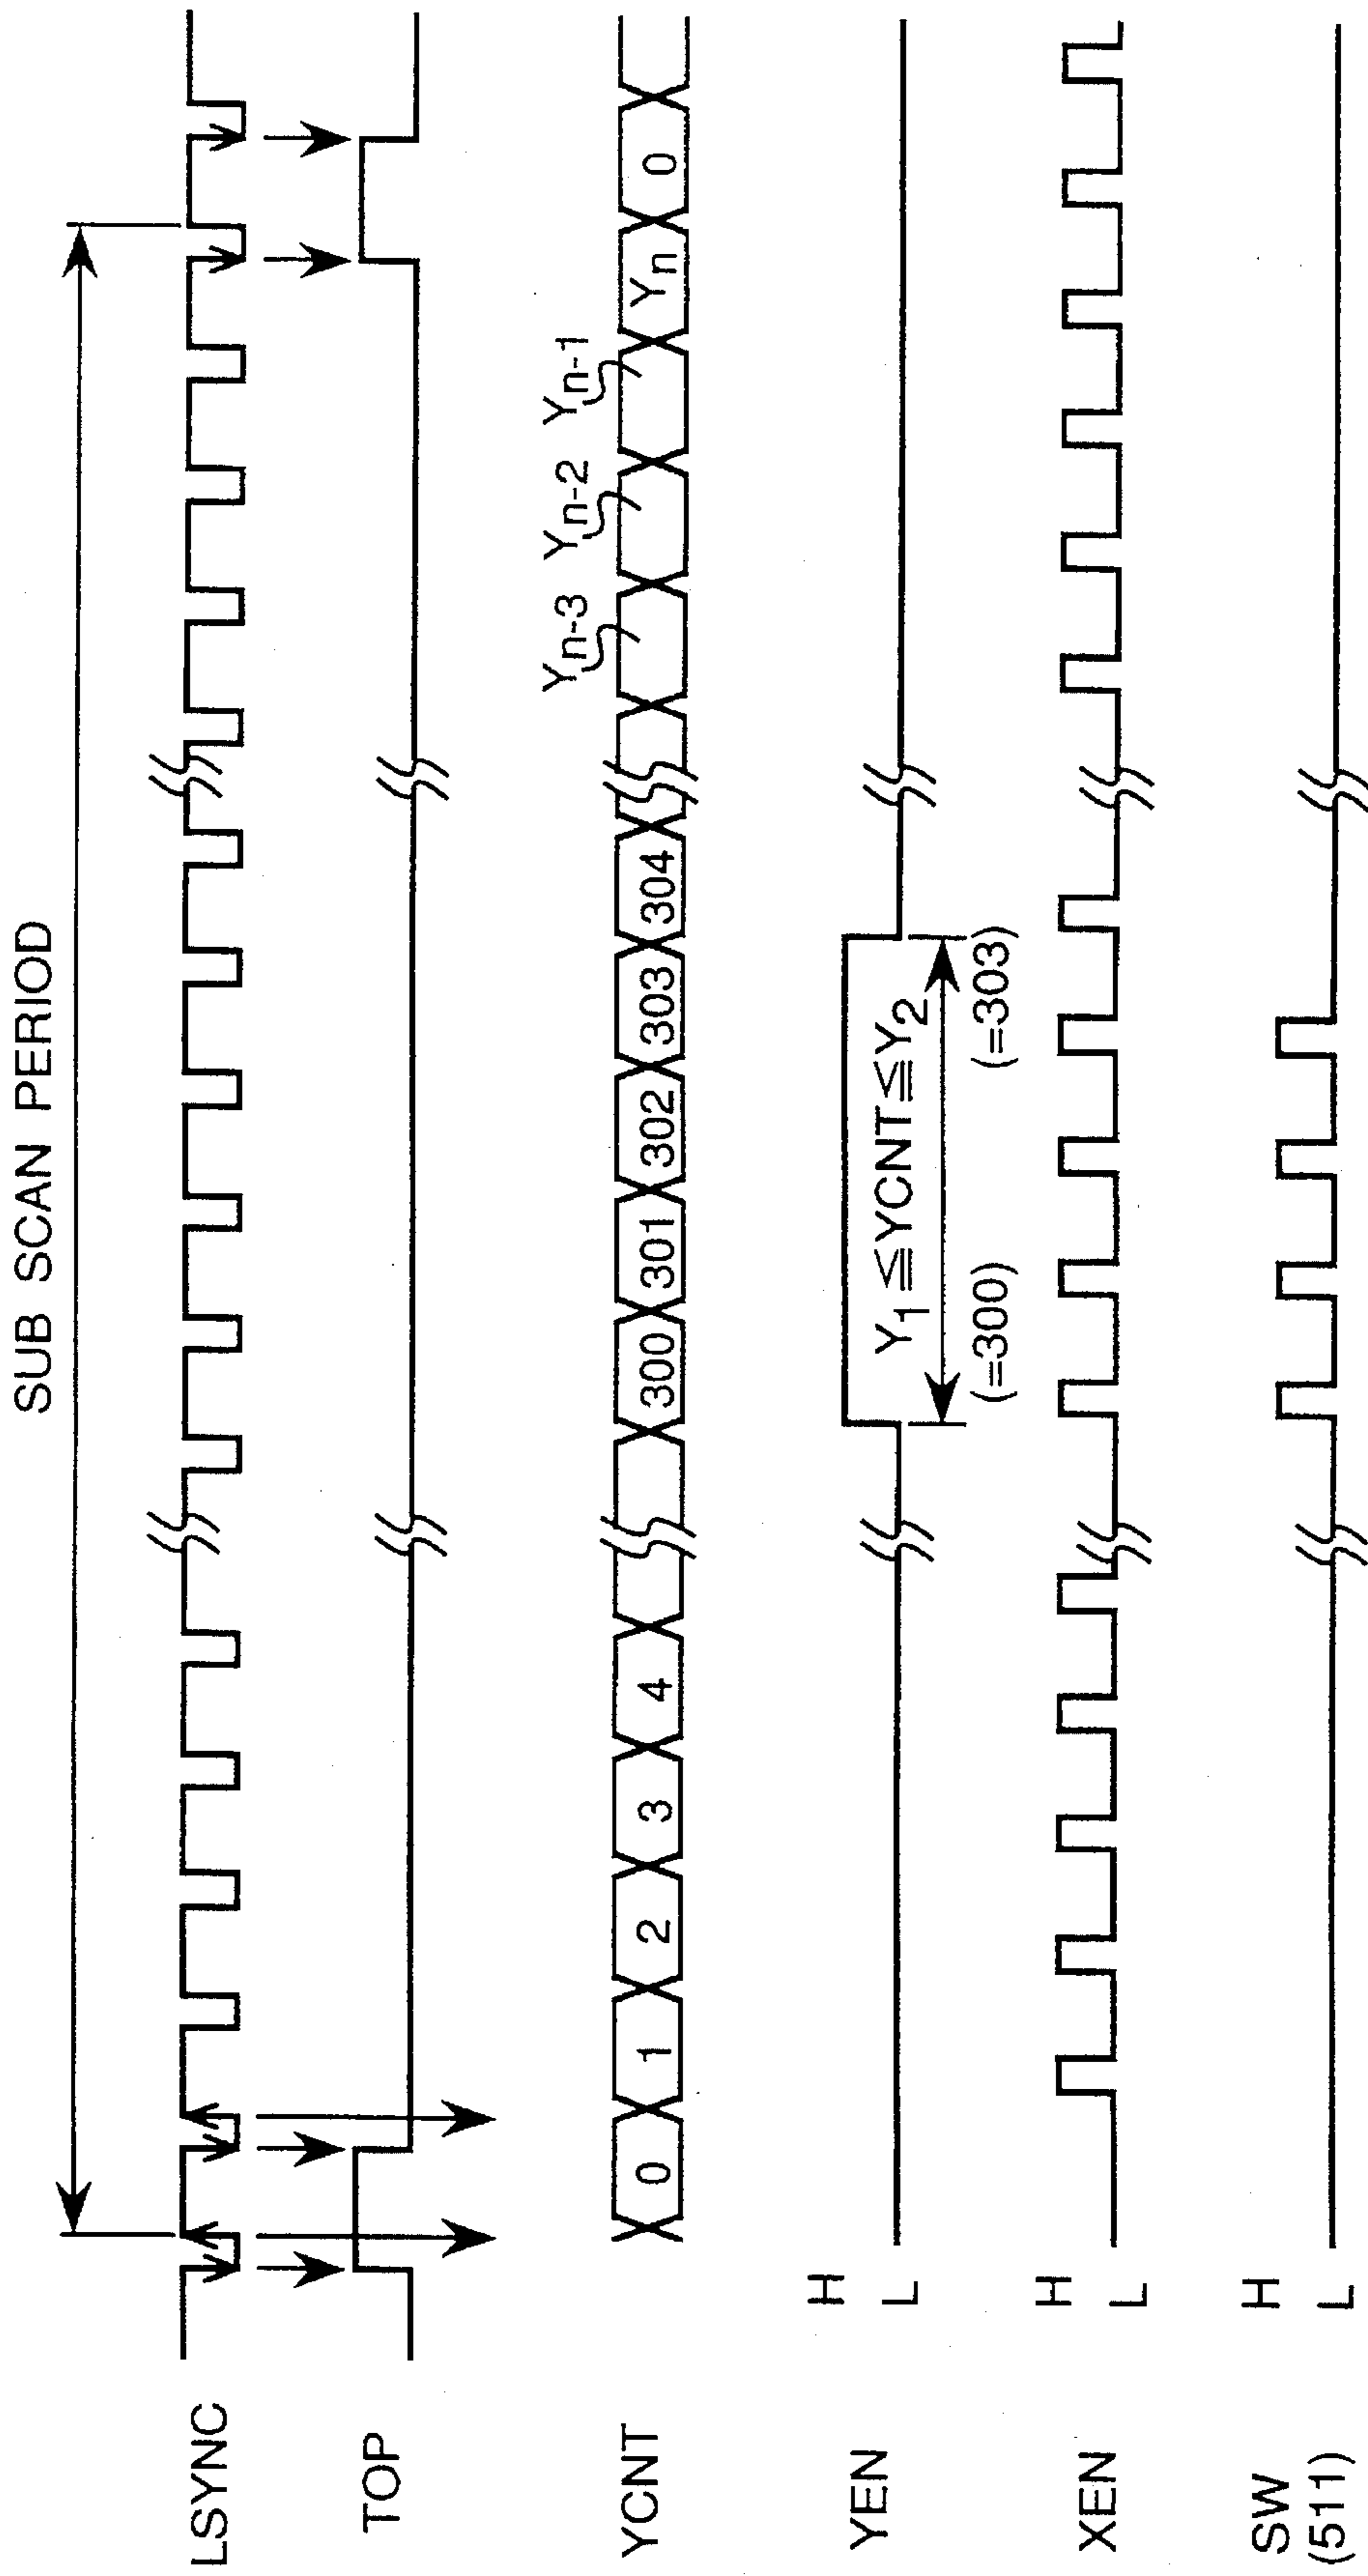 SUB SCAN PERIOD
LSYNC
TOP
YCNT
0 1 2 3 4 300 301 302 303 304 Yn-3 Yn-2 Yn-1 Yn 0
YEN
H
L
Y1≦YCNT≦Y2
(=300) (=303)
XEN
H
L
SW
(511)
H
L